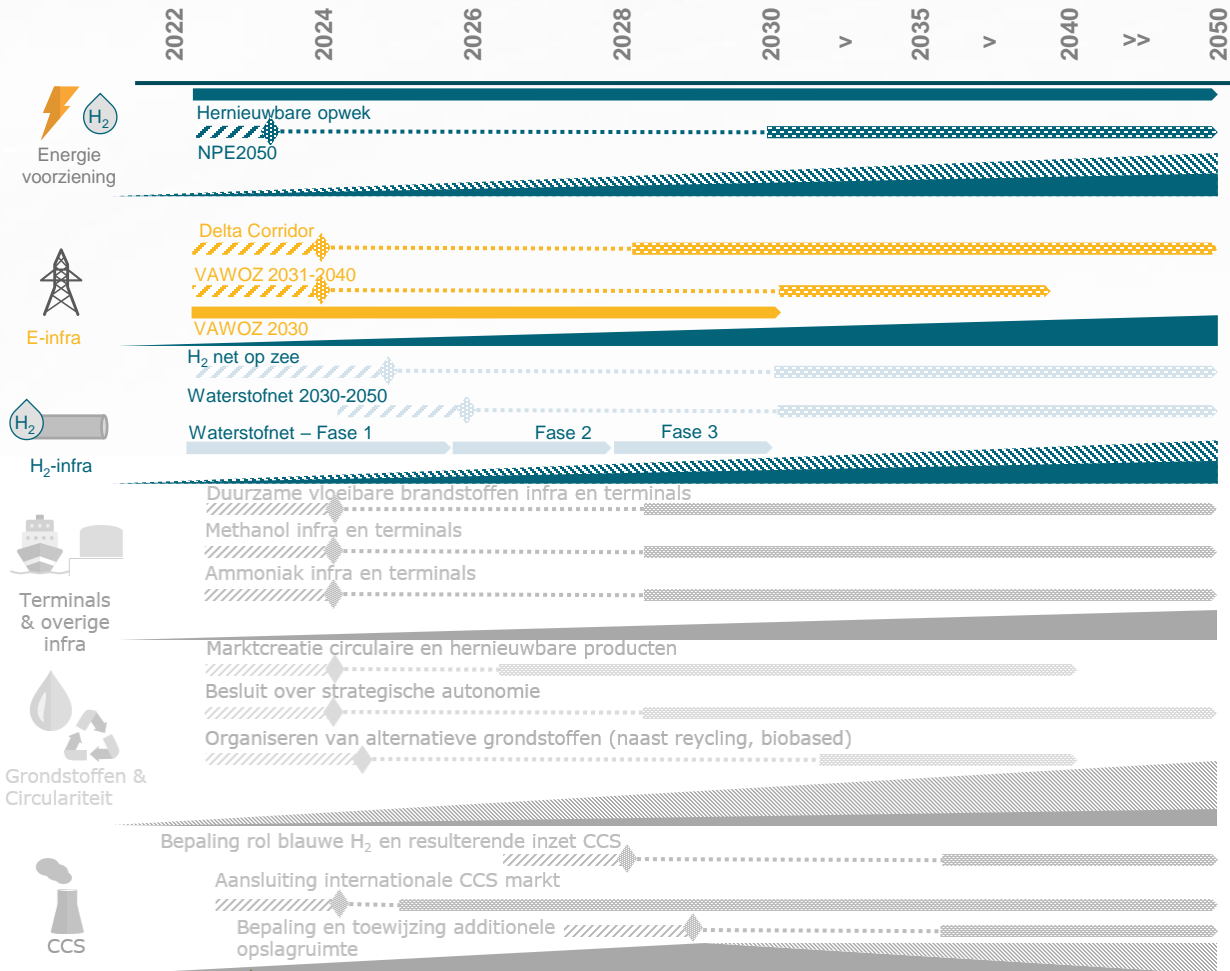 2022 2024 2026 2028 2030 > 2035 > 2040 >> 2050
H2
Energie
voorziening
Hernieuwbare opwek
NPE2050
E-infra
Delta Corridor
VAWOZ 2031-2040
VAWOZ 2030
H2
H2-infra
H2 net op zee
Waterstofnet 2030-2050
Waterstofnet – Fase 1 Fase 2 Fase 3
Terminals
& overige
infra
Duurzame vloeibare brandstoffen infra en terminals
Methanol infra en terminals
Ammoniak infra en terminals
Grondstoffen &
Circulariteit
Marktcreatie circulaire en hernieuwbare producten
Besluit over strategische autonomie
Organiseren van alternatieve grondstoffen (naast reycling, biobased)
CCS
Bepaling rol blauwe H2 en resulterende inzet CCS
Aansluiting internationale CCS markt
Bepaling en toewijzing additionele
opslagruimte